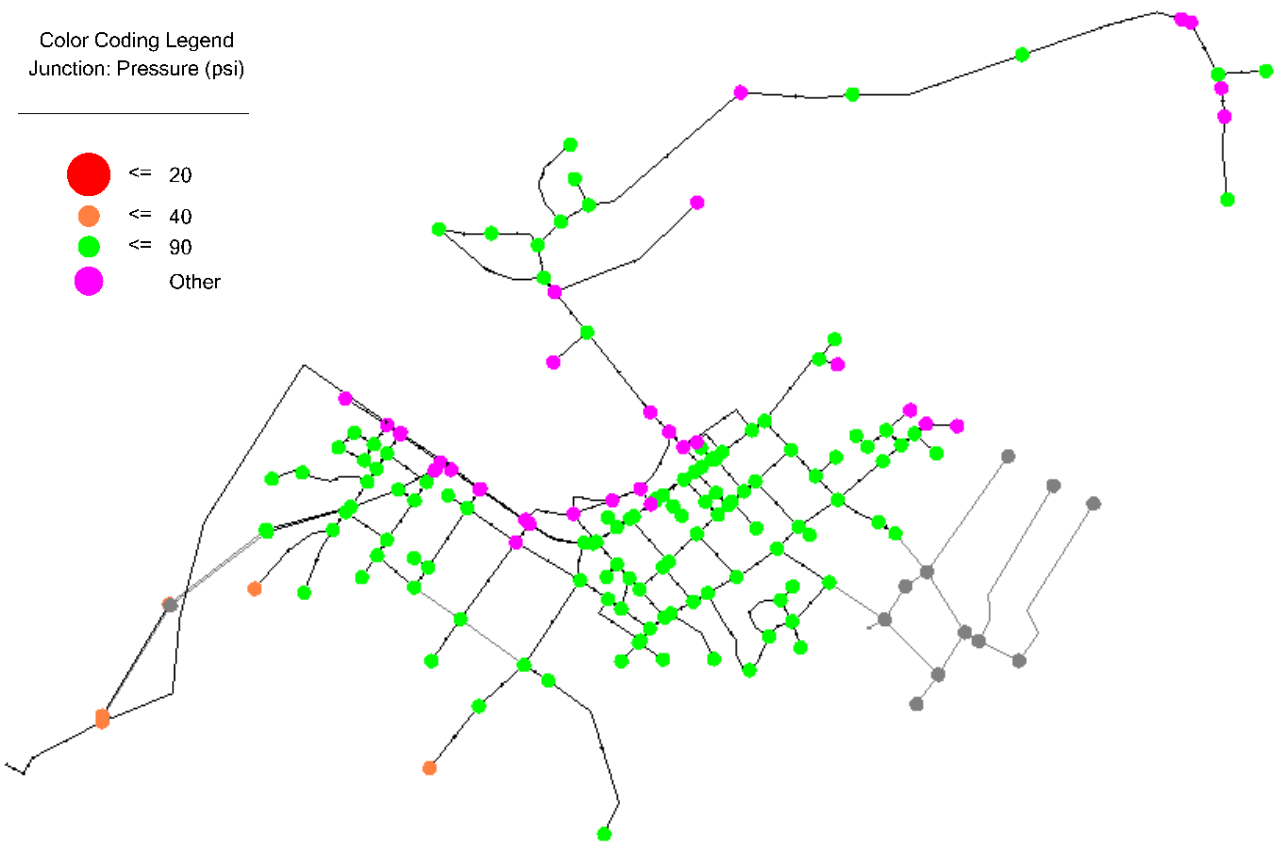 Color Coding Legend
Junction: Pressure (psi)
<= 20
<= 40
<= 90
Other